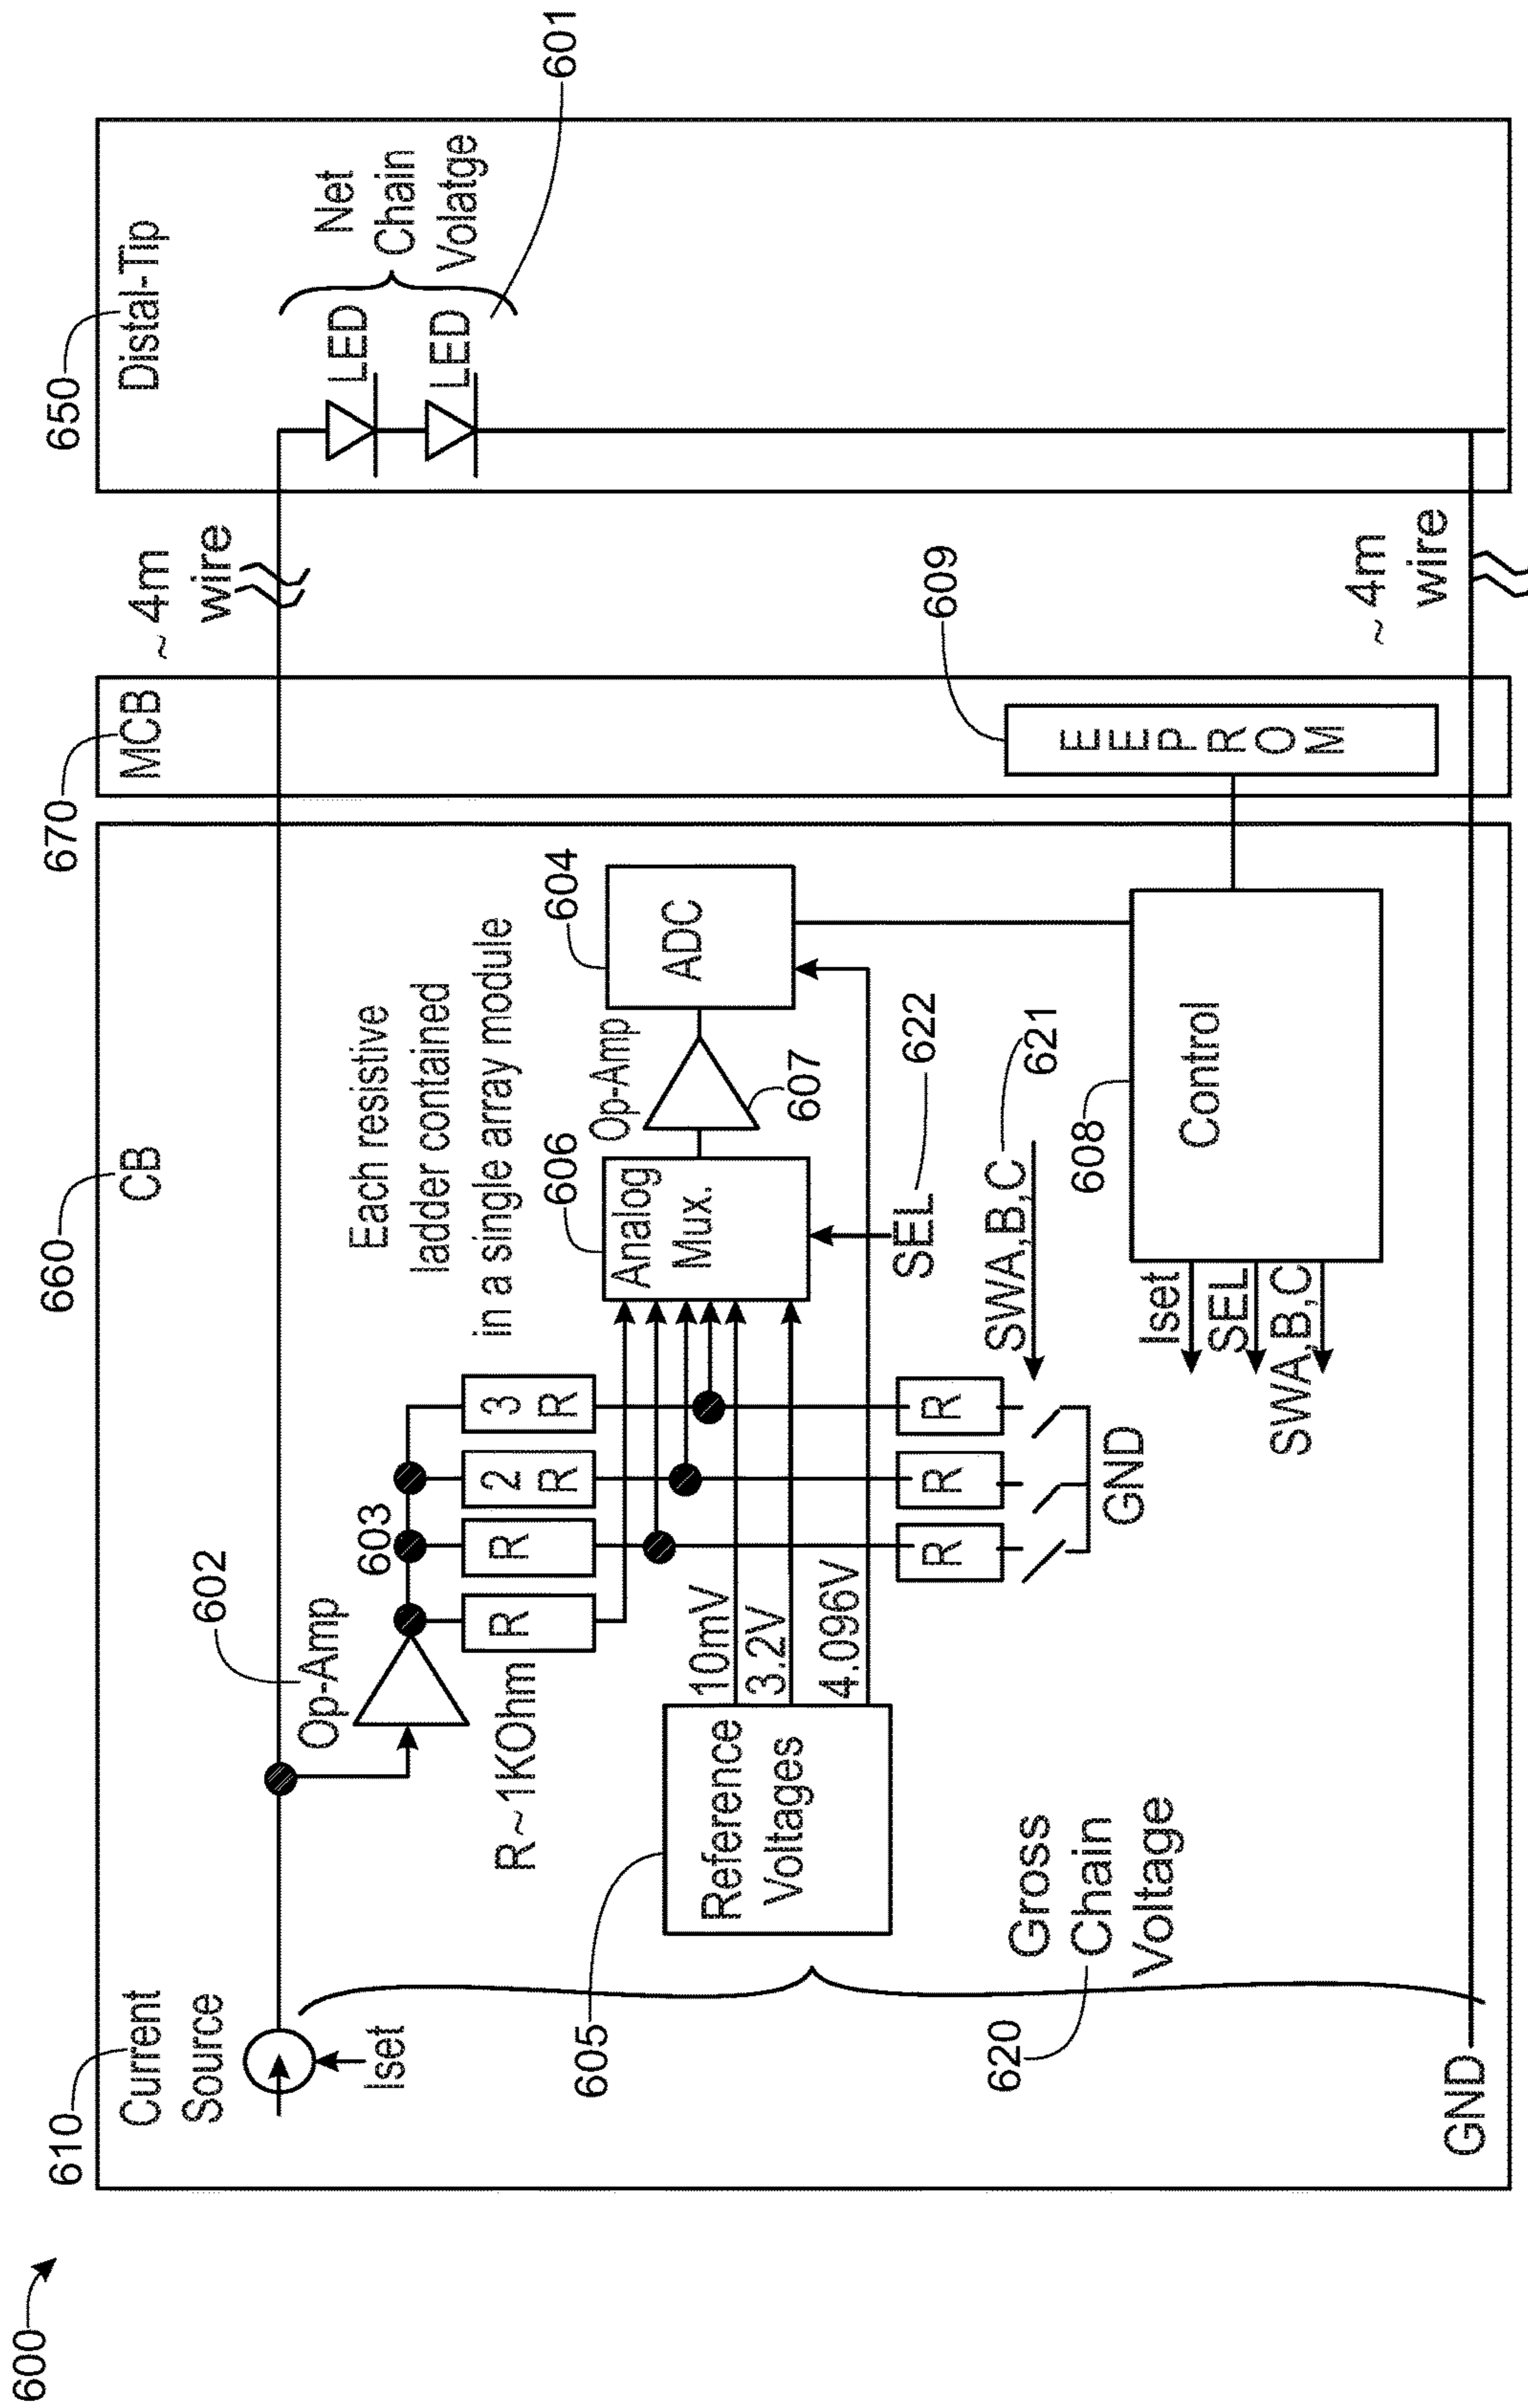 600
610
Current
Source
Iset
660
CB
670
MCB
~ 4m
wire
650
Distal-Tip
LED
LED
Net
Chain
Volatge
601
602
Op-Amp
603
R~1KOhm
R
R
2
R
3
R
Each resistive
ladder contained
in a single array module
606
Analog
Mux.
Op-Amp
607
604
ADC
605
Reference
Voltages
10mV
3.2V
4.096V
SEL
622
R
R
R
GND
SWA,B,C
621
608
Control
Iset
SEL
SWA,B,C
609
EEPROM
620
Gross
Chain
Voltage
GND
~ 4m
wire